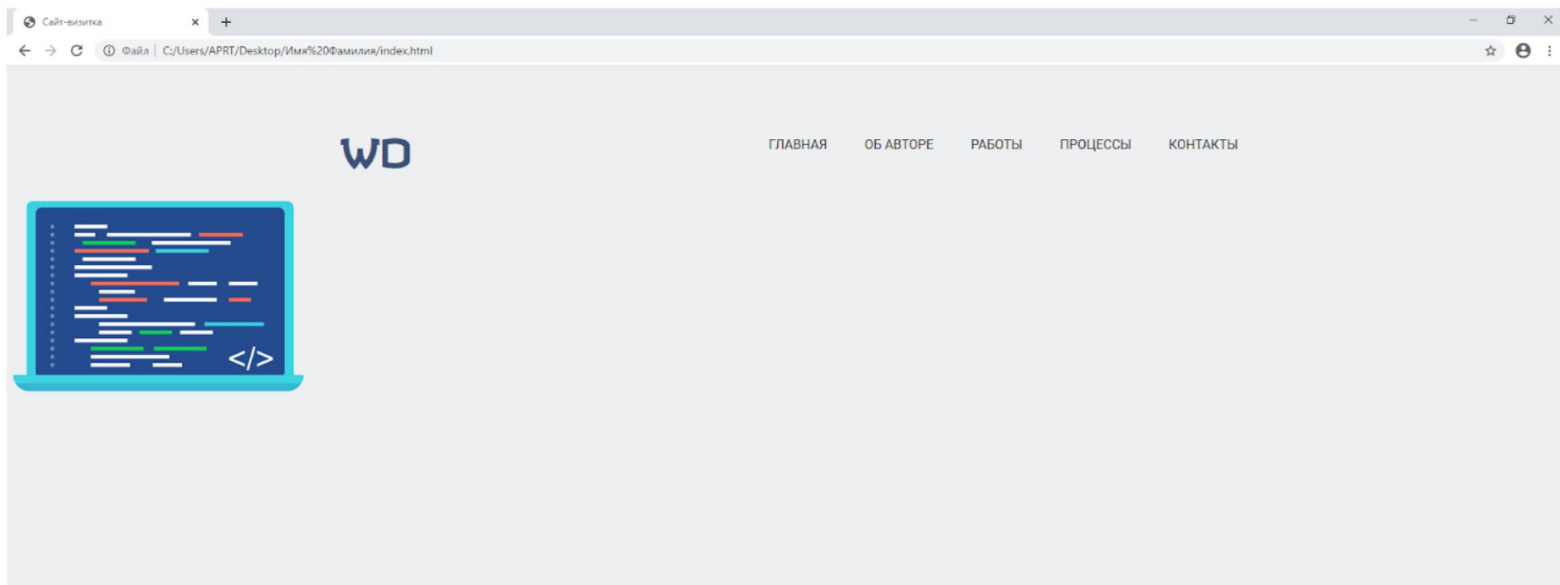 Сайт-визитка
Файл | C:/Users/APRT/Desktop/Имя%20Фамилия/index.html
WD
ГЛАВНАЯ ОБ АВТОРЕ РАБОТЫ ПРОЦЕССЫ КОНТАКТЫ
</>